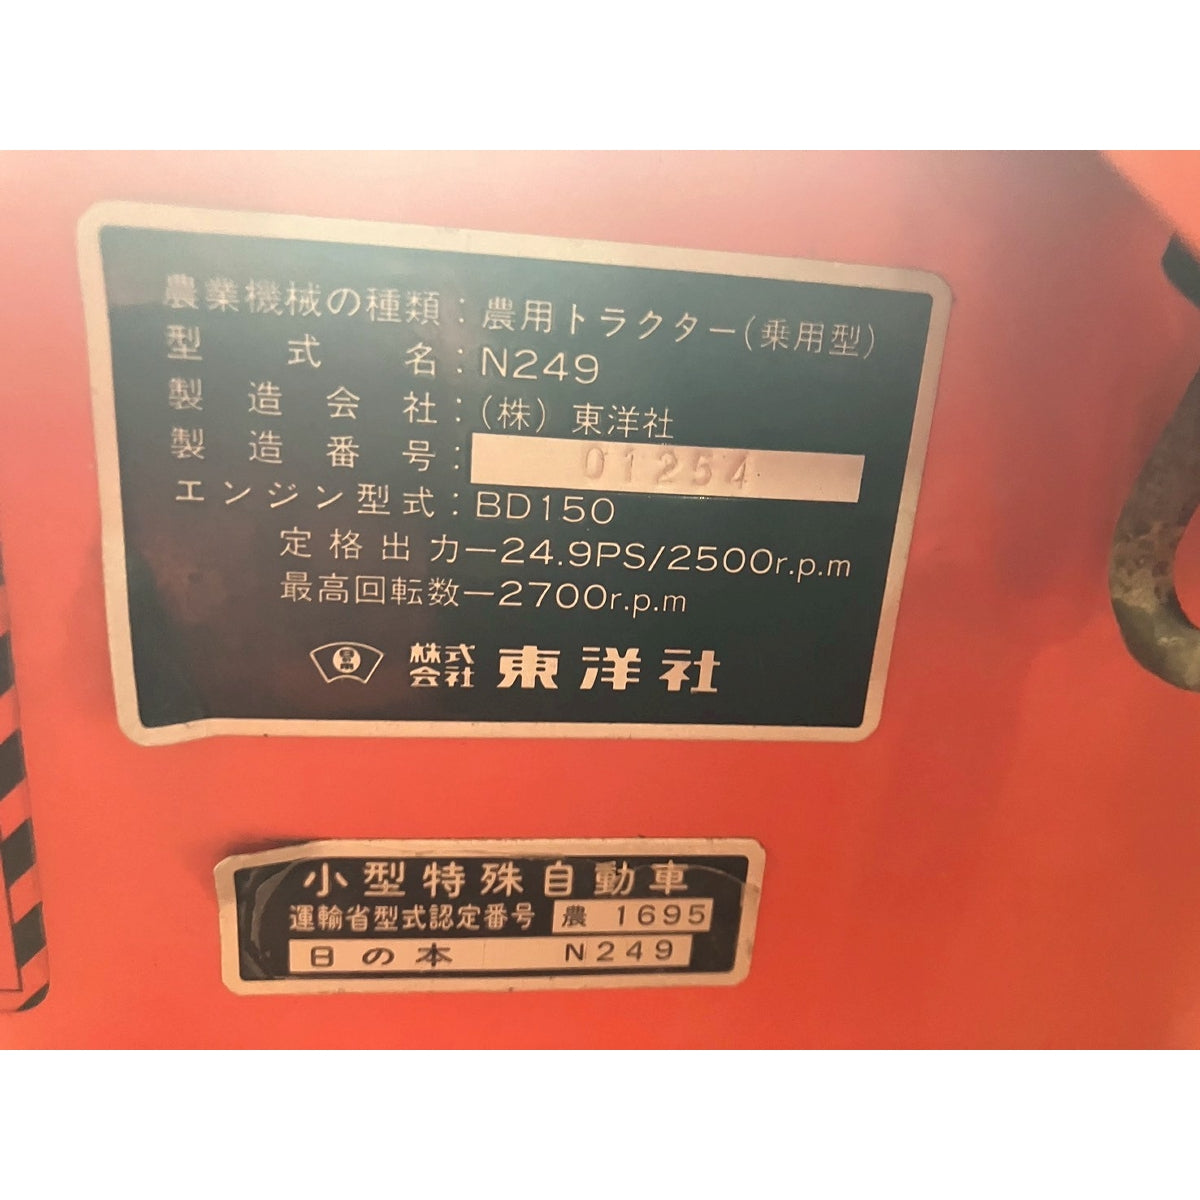 農業機械の種類：農用トラクター(乗用型)
型式名：N249
製造会社：(株)東洋社
製造番号：01254
エンジン型式：BD150
定格出力ー24.9PS/2500r.p.m
最高回転数ー2700r.p.m
株式会社 東洋社
小型特殊自動車
運輸省型式認定番号 農 1695
日の本 N249